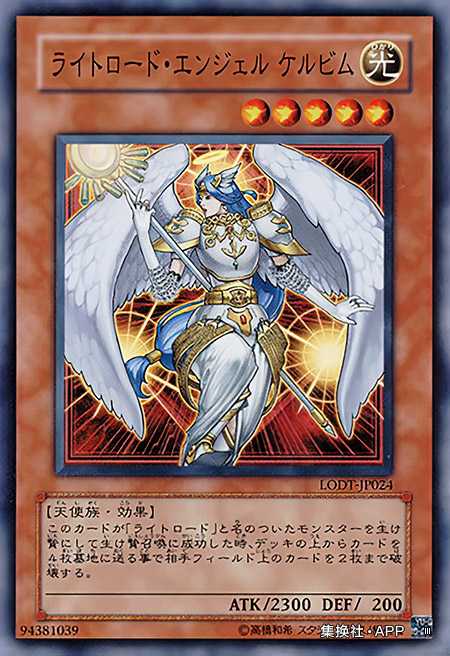 ライトロード・エンジェル ケルビム
光
LODT-JP024
【天使族・効果】
このカードが「ライトロード」と名のついたモンスターを生け
贄にして生け贄召喚に成功した時、デッキの上からカードを
4枚墓地に送る事で相手フィールド上のカードを2枚まで破
壊する。
ATK/2300 DEF/ 200
94381039
©高橋和希 スタジオ
集換社・APP